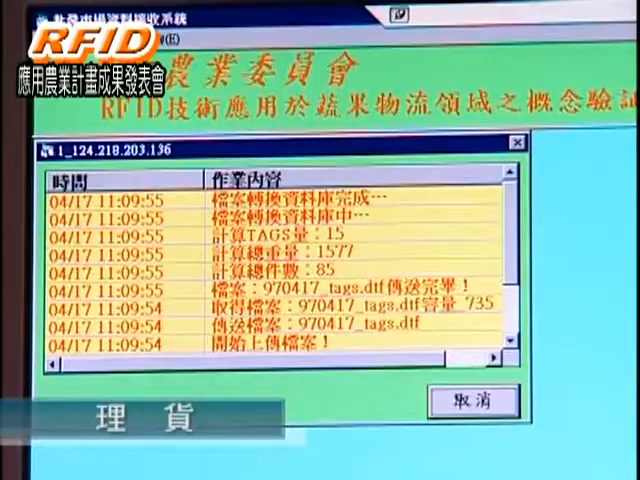 RFID
應用農業計畫成果發表會
農業委員會
RFID技術應用於蔬果物流領域之概念驗
1_124.218.203.136
時間 作業內容
04/17 11:09:55 檔案轉換資料庫完成…
04/17 11:09:55 檔案轉換資料庫中…
04/17 11:09:55 計算TAGS量：15
04/17 11:09:55 計算總重量：1577
04/17 11:09:55 計算總件數：85
04/17 11:09:55 檔案：970417_tags.dtf傳送完畢！
04/17 11:09:54 取得檔案：970417_tags.dtf容量_735
04/17 11:09:54 傳送檔案：970417_tags.dtf
04/17 11:09:54 開始上傳檔案！
取消
理貨